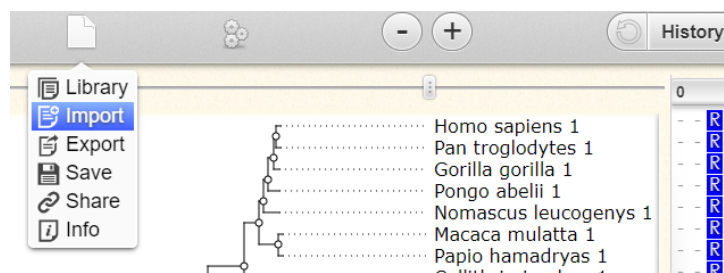 - +
History
Library
Import
Export
Save
Share
Info
0
Homo sapiens 1
Pan troglodytes 1
Gorilla gorilla 1
Pongo abelii 1
Nomascus leucogenys 1
Macaca mulatta 1
Papio hamadryas 1
- - R
- - R
- - R
- - R
- - R
- - R
- - R